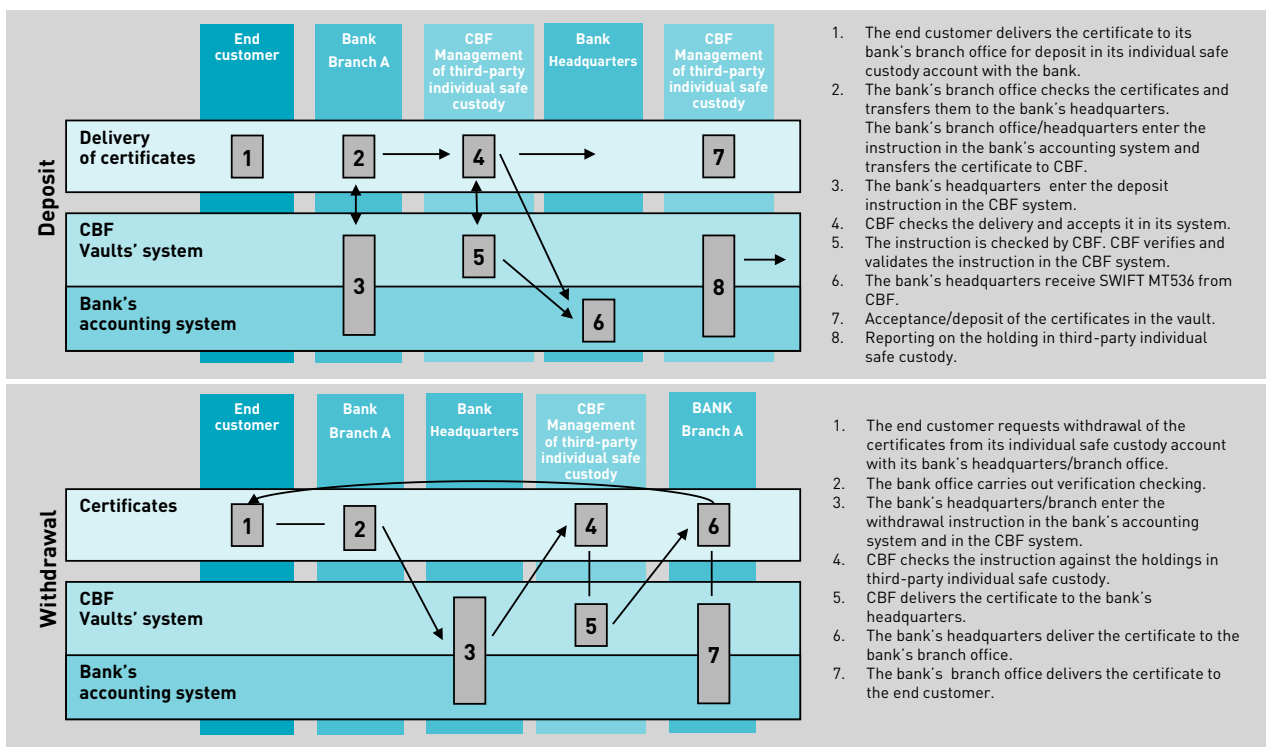 End
customer
Bank
Branch A
CBF
Management
of third-party
individual safe
custody
Bank
Headquarters
CBF
Management
of third-party
individual safe
custody
Deposit
Delivery
of certificates
1
2
4
7
CBF
Vaults' system
3
5
8
Bank's
accounting system
6
1. The end customer delivers the certificate to its
bank's branch office for deposit in its individual safe
custody account with the bank.
2. The bank's branch office checks the certificates and
transfers them to the bank's headquarters.
The bank's branch office/headquarters enter the
instruction in the bank's accounting system and
transfers the certificate to CBF.
3. The bank's headquarters enter the deposit
instruction in the CBF system.
4. CBF checks the delivery and accepts it in its system.
5. The instruction is checked by CBF. CBF verifies and
validates the instruction in the CBF system.
6. The bank's headquarters receive SWIFT MT536 from
CBF.
7. Acceptance/deposit of the certificates in the vault.
8. Reporting on the holding in third-party individual
safe custody.
End
customer
Bank
Branch A
Bank
Headquarters
CBF
Management
of third-party
individual safe
custody
BANK
Branch A
Withdrawal
Certificates
1
2
4
6
CBF
Vaults' system
3
5
7
Bank's
accounting system
1. The end customer requests withdrawal of the
certificates from its individual safe custody account
with its bank's headquarters/branch office.
2. The bank office carries out verification checking.
3. The bank's headquarters/branch enter the
withdrawal instruction in the bank's accounting
system and in the CBF system.
4. CBF checks the instruction against the holdings in
third-party individual safe custody.
5. CBF delivers the certificate to the bank's
headquarters.
6. The bank's headquarters deliver the certificate to the
bank's branch office.
7. The bank's branch office delivers the certificate to
the end customer.